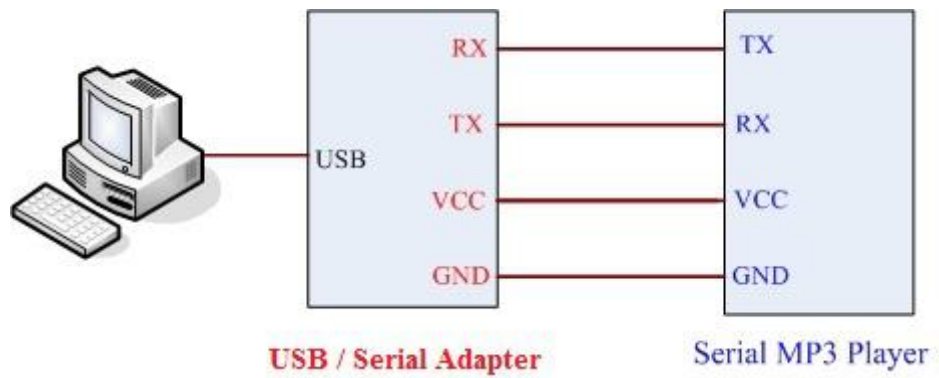 RX TX
TX RX
USB
VCC VCC
GND GND
USB / Serial Adapter
Serial MP3 Player